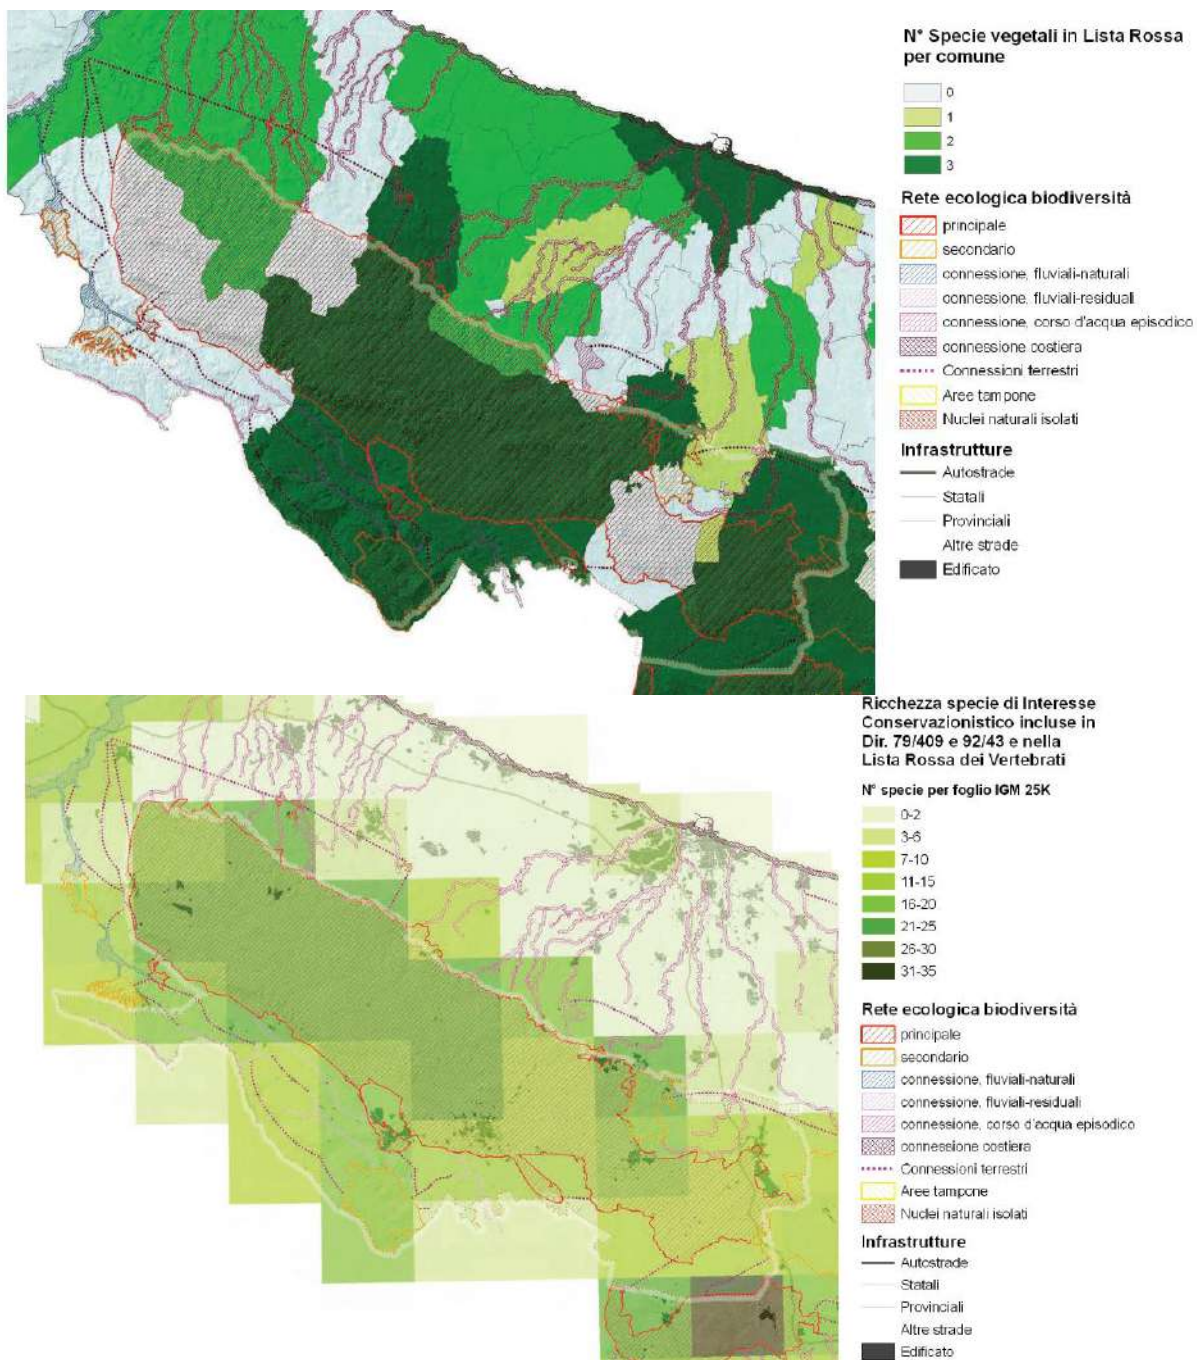 N° Specie vegetali in Lista Rossa
per comune
0
1
2
3
Rete ecologica biodiversità
principale
secondario
connessione, fluviali-naturali
connessione, fluviali-residuali
connessione, corso d'acqua episodico
connessione costiera
Connessioni terrestri
Aree tampone
Nuclei naturali isolati
Infrastrutture
Autostrade
Statali
Provinciali
Altre strade
Edificato
Ricchezza specie di Interesse
Conservazionistico incluse in
Dir. 79/409 e 92/43 e nella
Lista Rossa dei Vertebrati
N° specie per foglio IGM 25K
0-2
3-6
7-10
11-15
16-20
21-25
26-30
31-35
Rete ecologica biodiversità
principale
secondario
connessione, fluviali-naturali
connessione, fluviali-residuali
connessione, corso d'acqua episodico
connessione costiera
Connessioni terrestri
Aree tampone
Nuclei naturali isolati
Infrastrutture
Autostrade
Statali
Provinciali
Altre strade
Edificato